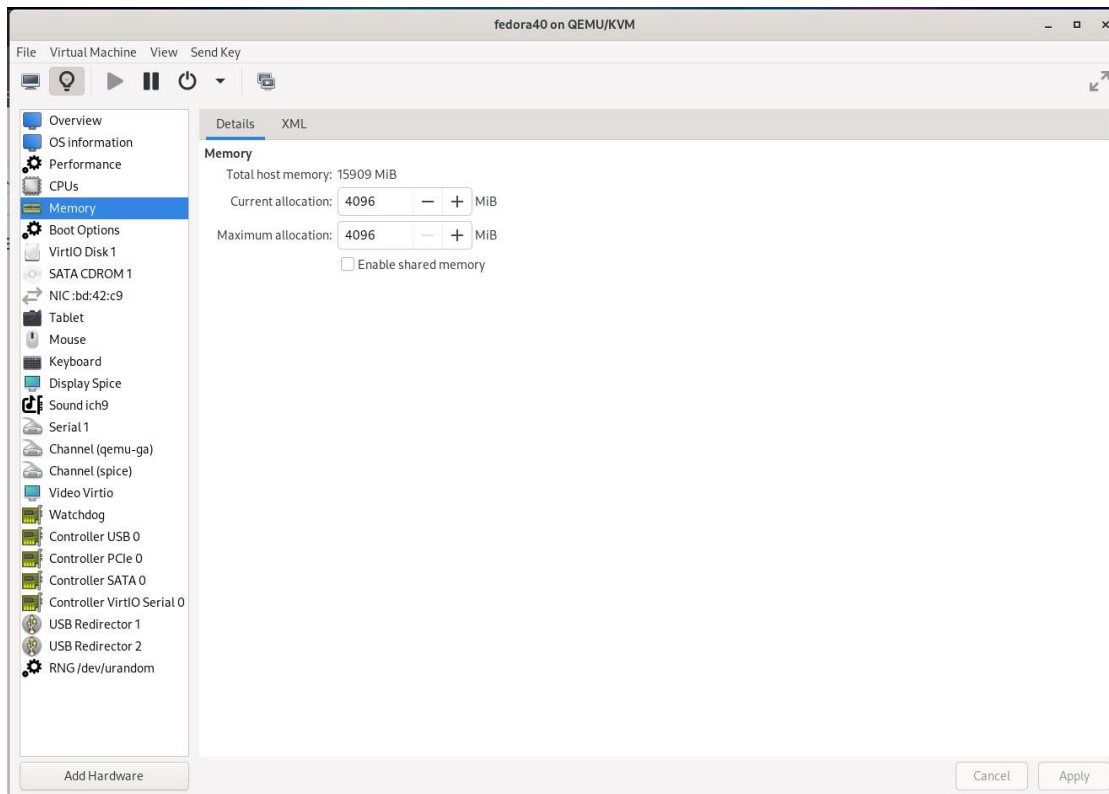 fedora40 on QEMU/KVM
File Virtual Machine View Send Key
Overview
OS information
Performance
CPUs
Memory
Boot Options
VirtIO Disk 1
SATA CDROM 1
NIC :bd:42:c9
Tablet
Mouse
Keyboard
Display Spice
Sound ich9
Serial 1
Channel (qemu-ga)
Channel (spice)
Video Virtio
Watchdog
Controller USB 0
Controller PCIe 0
Controller SATA 0
Controller VirtIO Serial 0
USB Redirector 1
USB Redirector 2
RNG /dev/urandom
Add Hardware
Details XML
Memory
Total host memory: 15909 MiB
Current allocation: 4096 − + MiB
Maximum allocation: 4096 − + MiB
Enable shared memory
Cancel Apply